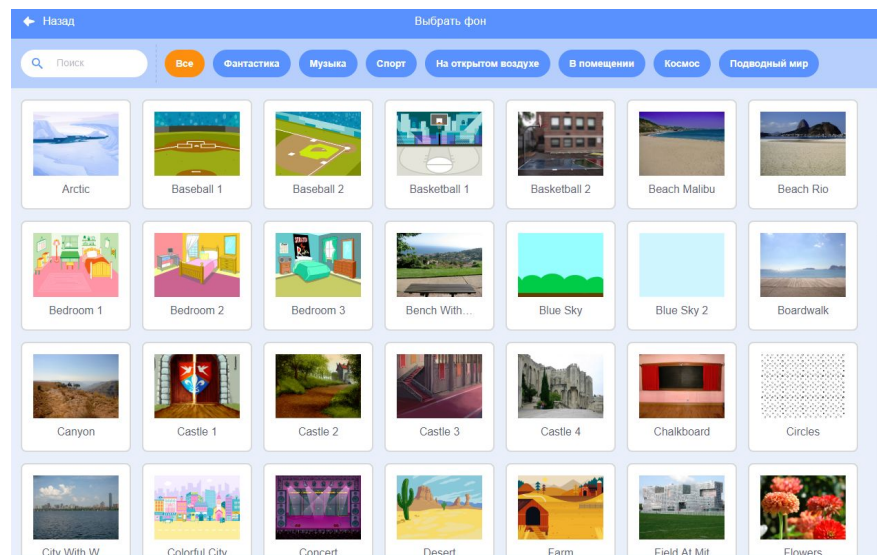 Назад
Выбрать фон
Поиск
Все
Фантастика
Музыка
Спорт
На открытом воздухе
В помещении
Космос
Подводный мир
Arctic
Baseball 1
Baseball 2
Basketball 1
Basketball 2
Beach Malibu
Beach Rio
Bedroom 1
Bedroom 2
Bedroom 3
Bench With...
Blue Sky
Blue Sky 2
Boardwalk
Canyon
Castle 1
Castle 2
Castle 3
Castle 4
Chalkboard
Circles
City With W...
Colorful City
Concert
Desert
Farm
Field At Mit
Flowers